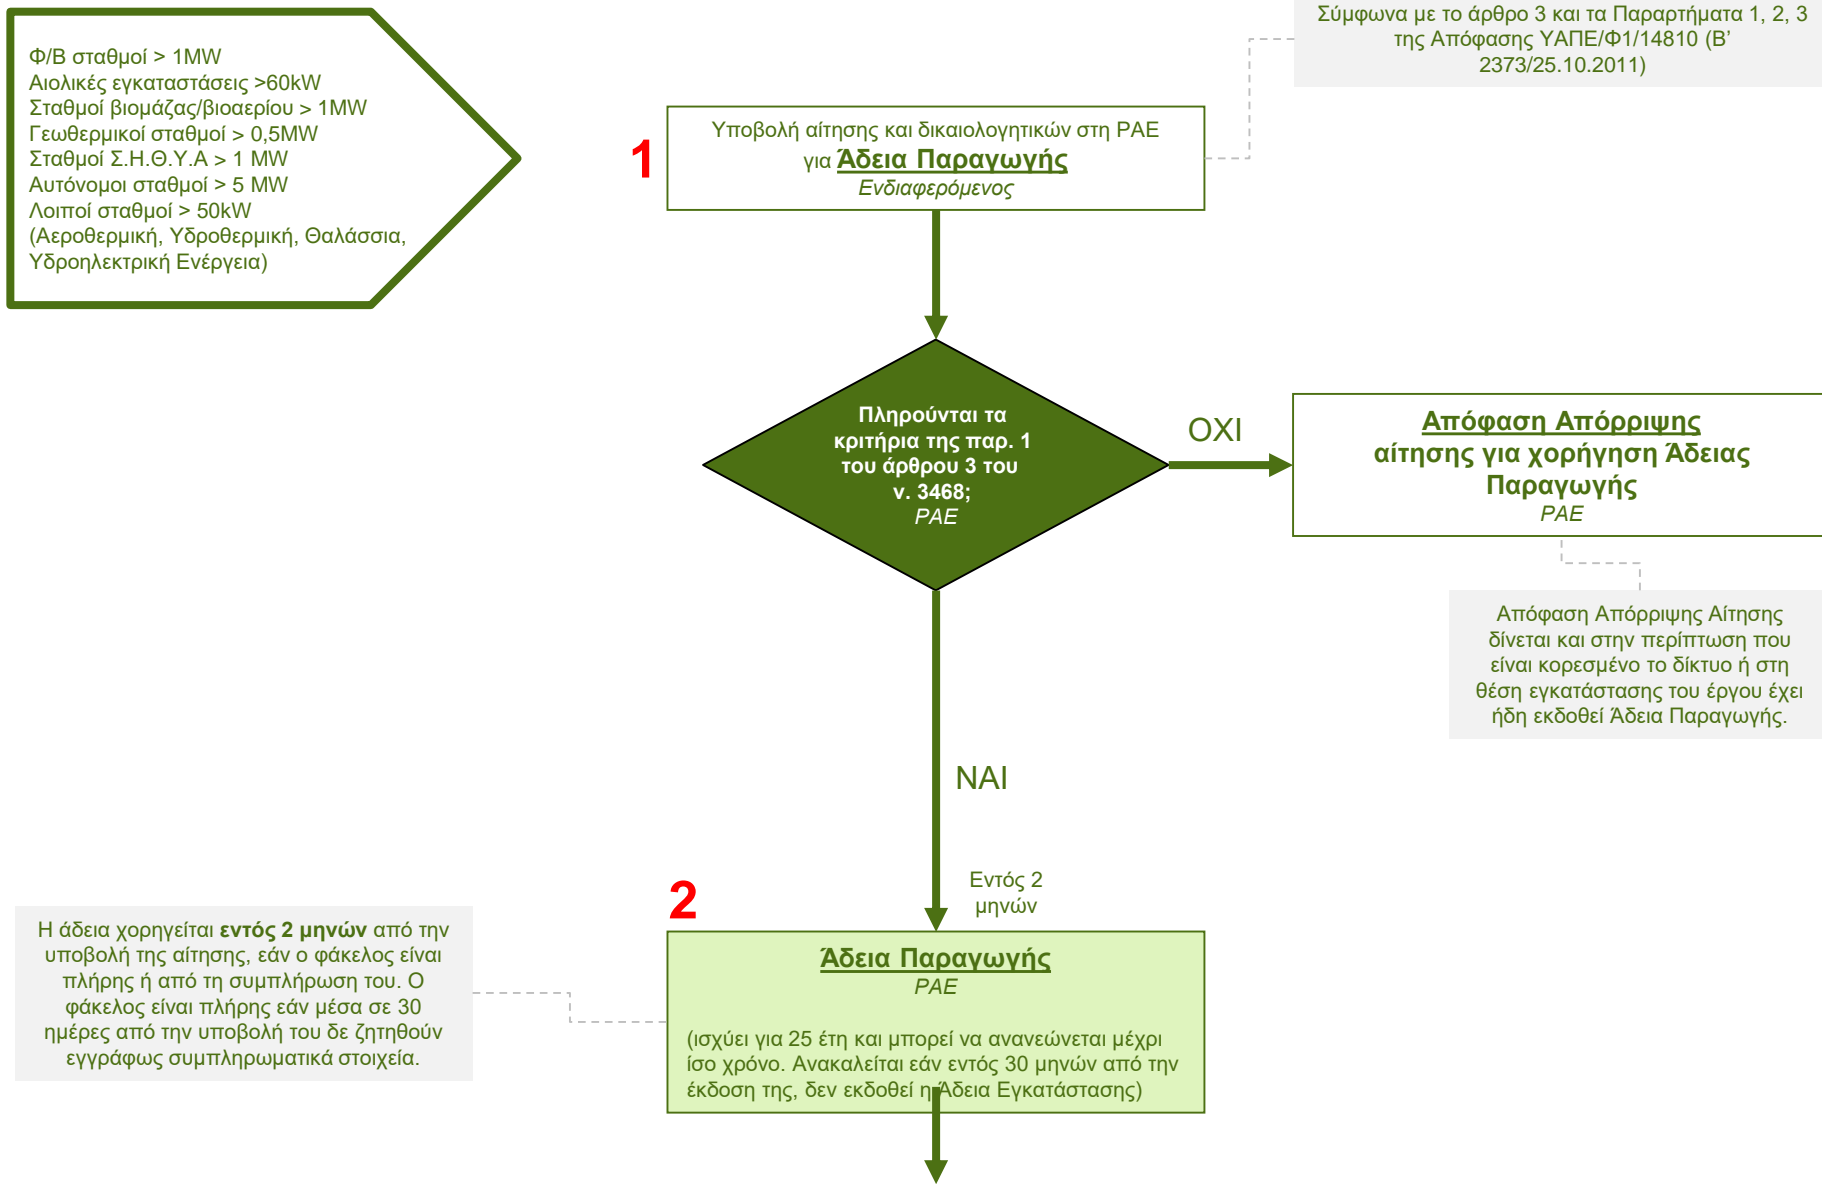 Φ/Β σταθμοί > 1MW
Αιολικές εγκαταστάσεις >60kW
Σταθμοί βιομάζας/βιοαερίου > 1MW
Γεωθερμικοί σταθμοί > 0,5MW
Σταθμοί Σ.Η.Θ.Υ.Α > 1 MW
Αυτόνομοι σταθμοί > 5 MW
Λοιποί σταθμοί > 50kW
(Αεροθερμική, Υδροθερμική, Θαλάσσια,
Υδροηλεκτρική Ενέργεια)
Σύμφωνα με το άρθρο 3 και τα Παραρτήματα 1, 2, 3
της Απόφασης ΥΑΠΕ/Φ1/14810 (Β’
2373/25.10.2011)
1
Υποβολή αίτησης και δικαιολογητικών στη ΡΑΕ
για Άδεια Παραγωγής
Ενδιαφερόμενος
Πληρούνται τα
κριτήρια της παρ. 1
του άρθρου 3 του
ν. 3468;
ΡΑΕ
ΟΧΙ
Απόφαση Απόρριψης
αίτησης για χορήγηση Άδειας
Παραγωγής
ΡΑΕ
Απόφαση Απόρριψης Αίτησης
δίνεται και στην περίπτωση που
είναι κορεσμένο το δίκτυο ή στη
θέση εγκατάστασης του έργου έχει
ήδη εκδοθεί Άδεια Παραγωγής.
ΝΑΙ
Εντός 2
μηνών
2
Η άδεια χορηγείται εντός 2 μηνών από την
υποβολή της αίτησης, εάν ο φάκελος είναι
πλήρης ή από τη συμπλήρωση του. Ο
φάκελος είναι πλήρης εάν μέσα σε 30
ημέρες από την υποβολή του δε ζητηθούν
εγγράφως συμπληρωματικά στοιχεία.
Άδεια Παραγωγής
ΡΑΕ
(ισχύει για 25 έτη και μπορεί να ανανεώνεται μέχρι
ίσο χρόνο. Ανακαλείται εάν εντός 30 μηνών από την
έκδοση της, δεν εκδοθεί η Άδεια Εγκατάστασης)